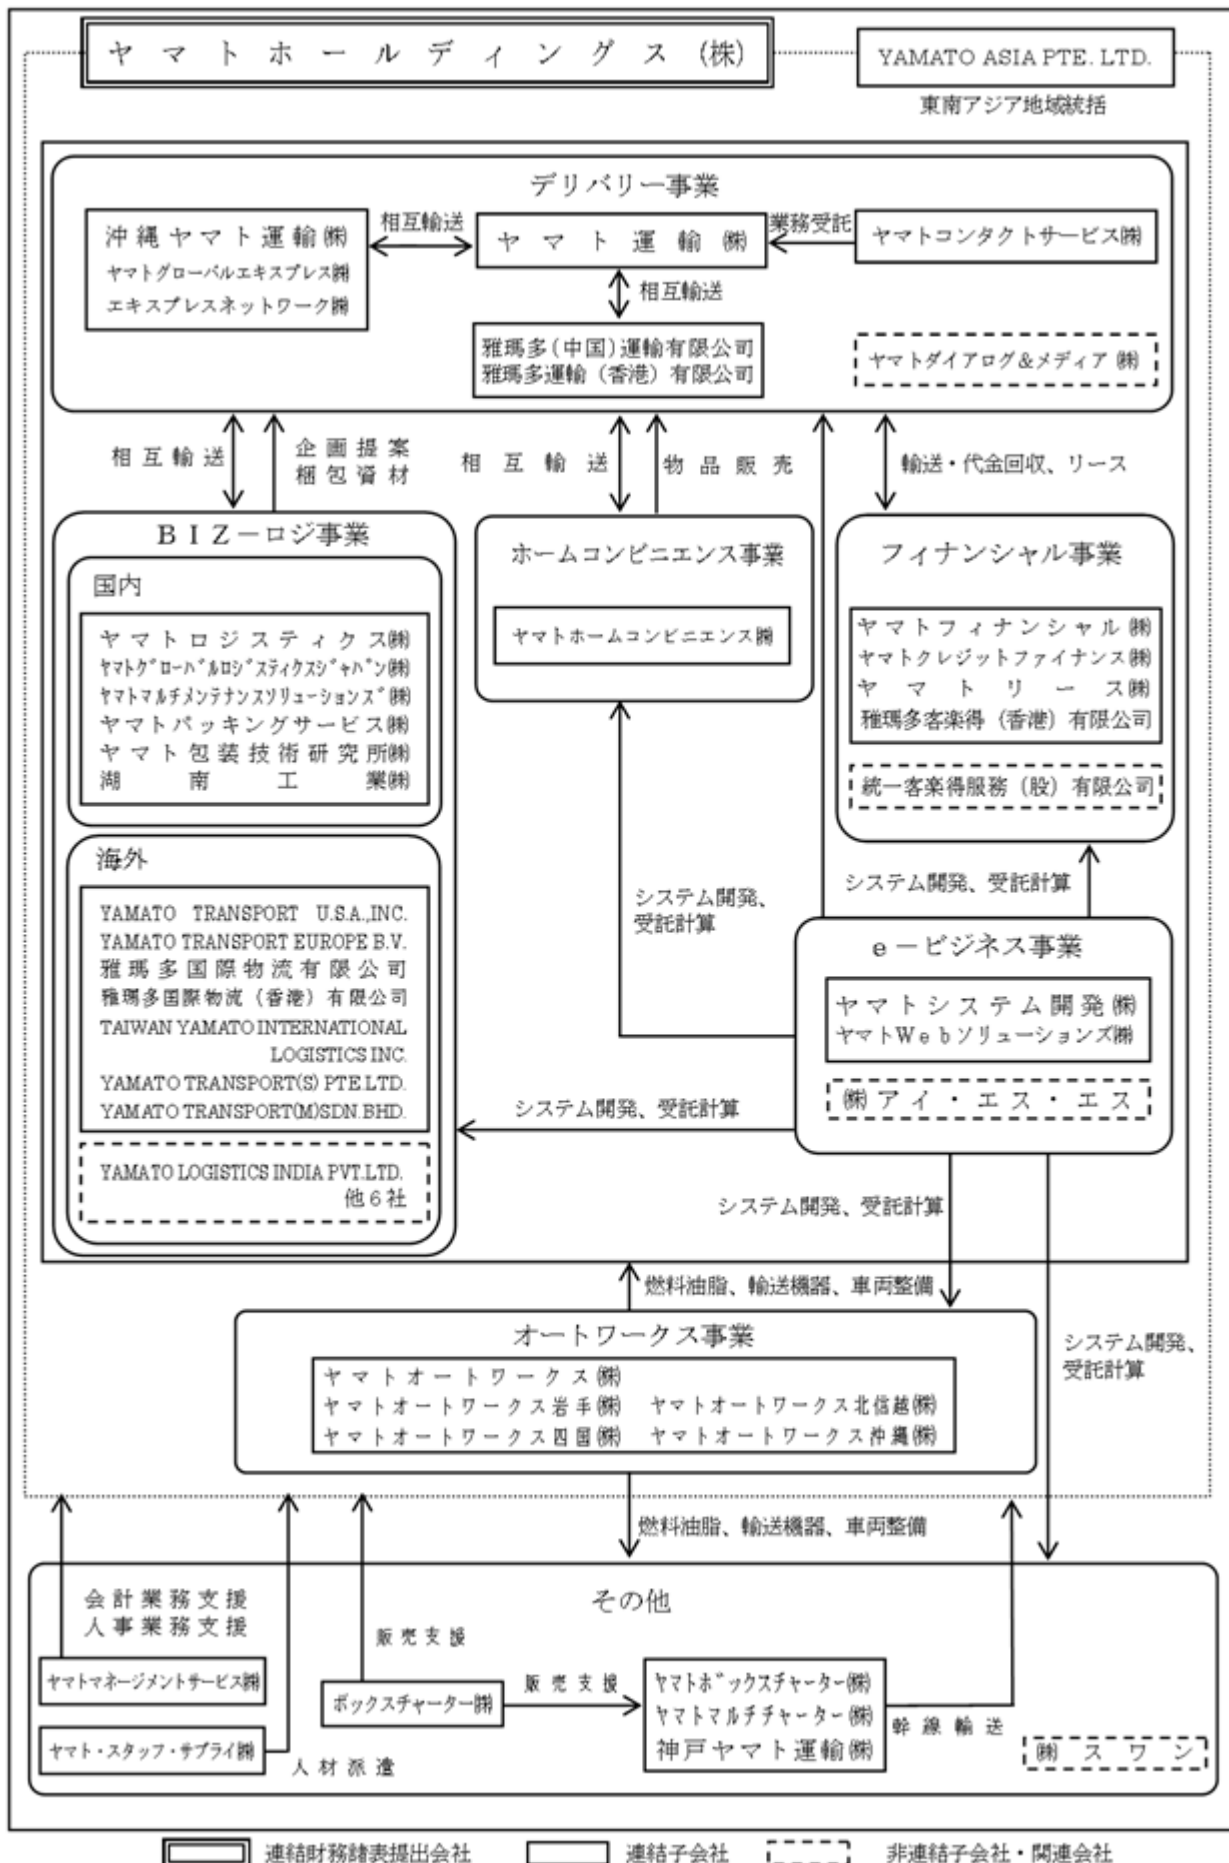 ヤマトホールディングス（株）
YAMATO ASIA PTE. LTD.
東南アジア地域統括
デリバリー事業
沖縄ヤマト運輸㈱
ヤマトグローバルエキスプレス㈱
エキスプレスネットワーク㈱
相互輸送
ヤマト運輸㈱
業務受託
ヤマトコンタクトサービス㈱
相互輸送
雅瑪多（中国）運輸有限公司
雅瑪多運輸（香港）有限公司
ヤマトダイアログ＆メディア㈱
相互輸送
企画提案
梱包資材
相互輸送
物品販売
輸送・代金回収、リース
ＢＩＺ－ロジ事業
国内
ヤマトロジスティクス㈱
ヤマトグローバルロジスティクスジャパン㈱
ヤマトマルチメンテナンスソリューションズ㈱
ヤマトパッキングサービス㈱
ヤマト包装技術研究所㈱
湖南工業㈱
海外
YAMATO TRANSPORT U.S.A.,INC.
YAMATO TRANSPORT EUROPE B.V.
雅瑪多国際物流有限公司
雅瑪多国際物流（香港）有限公司
TAIWAN YAMATO INTERNATIONAL
LOGISTICS INC.
YAMATO TRANSPORT(S) PTE.LTD.
YAMATO TRANSPORT(M)SDN.BHD.
YAMATO LOGISTICS INDIA PVT.LTD.
他６社
ホームコンビニエンス事業
ヤマトホームコンビニエンス㈱
フィナンシャル事業
ヤマトフィナンシャル㈱
ヤマトクレジットファイナンス㈱
ヤマトリース㈱
雅瑪多客楽得（香港）有限公司
統一客楽得服務（股）有限公司
システム開発、
受託計算
システム開発、受託計算
ｅ－ビジネス事業
ヤマトシステム開発㈱
ヤマトＷｅｂソリューションズ㈱
㈱アイ・エス・エス
システム開発、受託計算
システム開発、受託計算
燃料油脂、輸送機器、車両整備
オートワークス事業
ヤマトオートワークス㈱
ヤマトオートワークス岩手㈱　ヤマトオートワークス北信越㈱
ヤマトオートワークス四国㈱　ヤマトオートワークス沖縄㈱
システム開発、
受託計算
燃料油脂、輸送機器、車両整備
その他
会計業務支援
人事業務支援
ヤマトマネージメントサービス㈱
ヤマト・スタッフ・サプライ㈱
人材派遣
販売支援
ボックスチャーター㈱
販売支援
ヤマトボックスチャーター㈱
ヤマトマルチチャーター㈱
神戸ヤマト運輸㈱
幹線輸送
㈱スワン
連結財務諸表提出会社
連結子会社
非連結子会社・関連会社